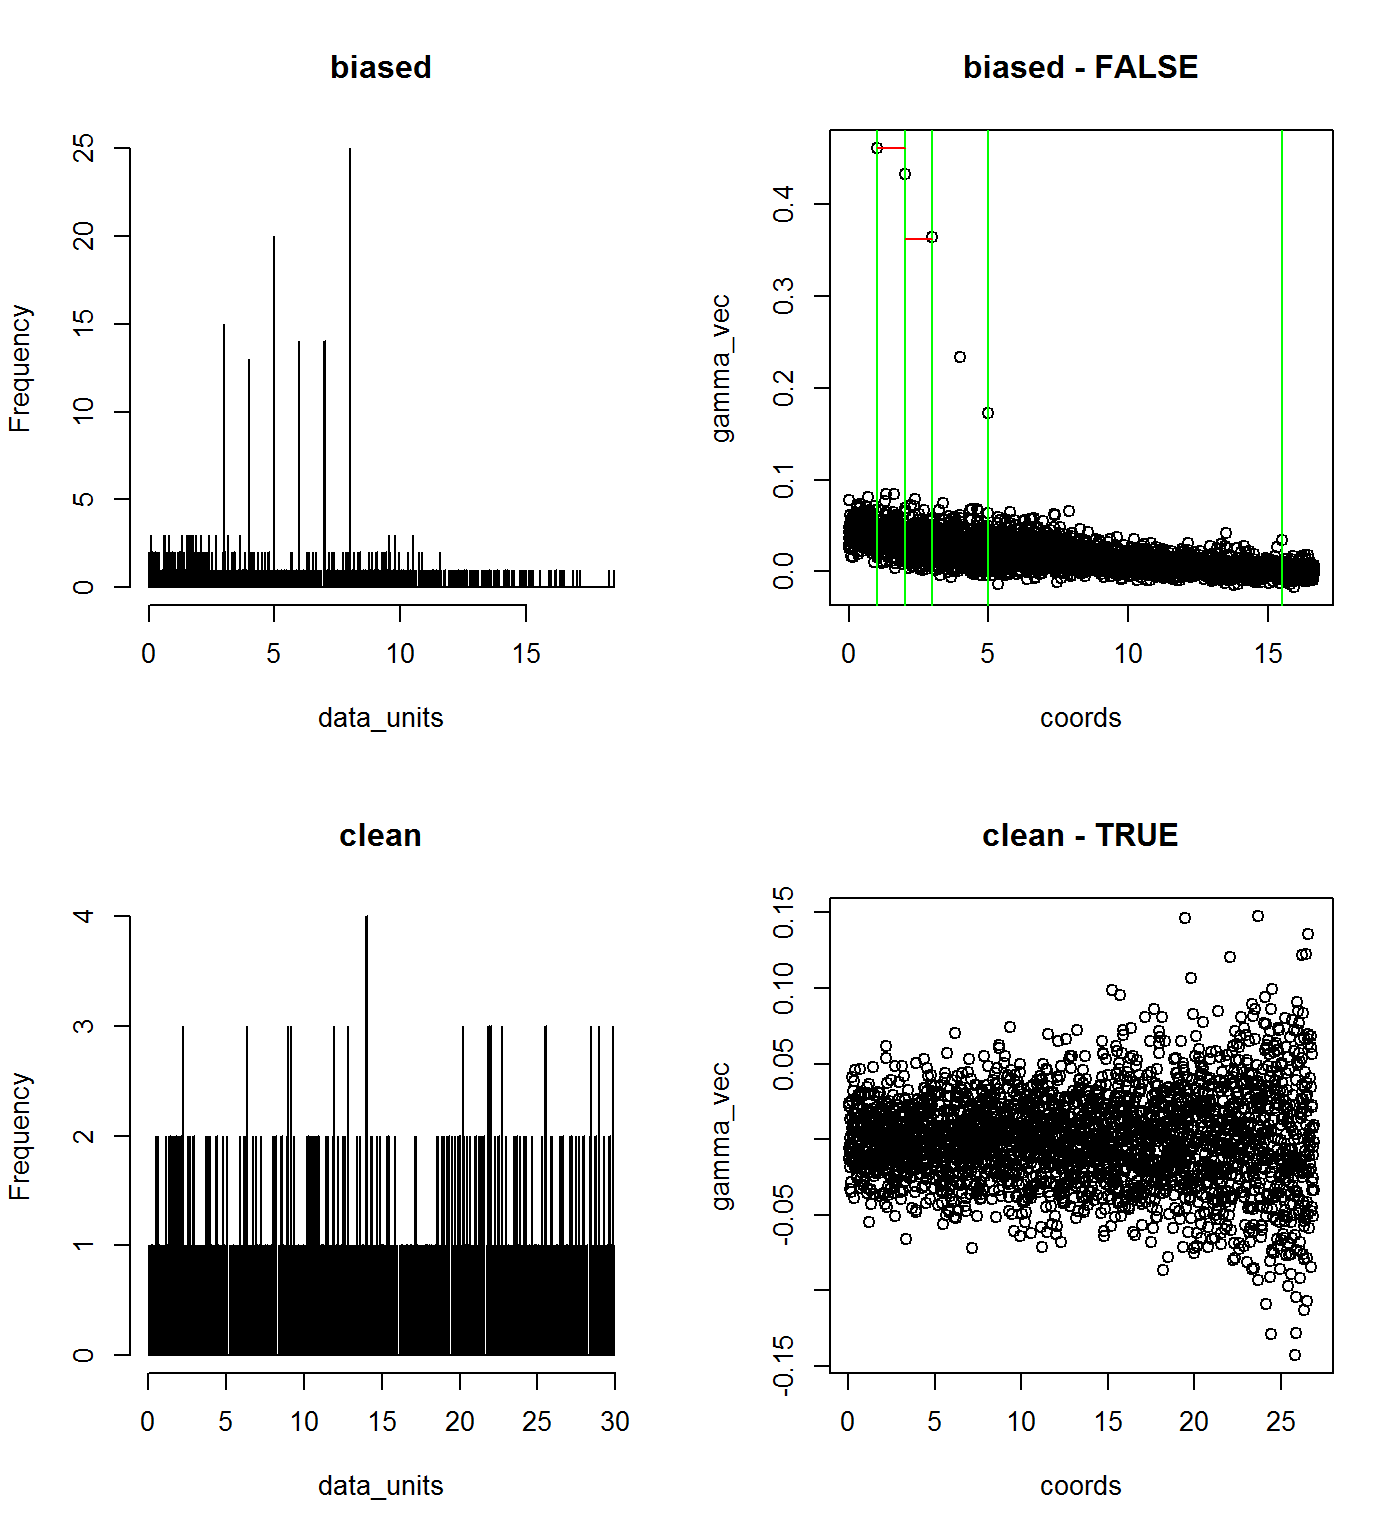 biased
Frequency
0 5 10 15 20 25
0 5 10 15
data_units
biased - FALSE
gamma_vec
0.0 0.1 0.2 0.3 0.4
0 5 10 15
coords
clean
Frequency
0 1 2 3 4
0 5 10 15 20 25 30
data_units
clean - TRUE
gamma_vec
-0.15 -0.05 0.05 0.10 0.15
0 5 10 15 20 25
coords